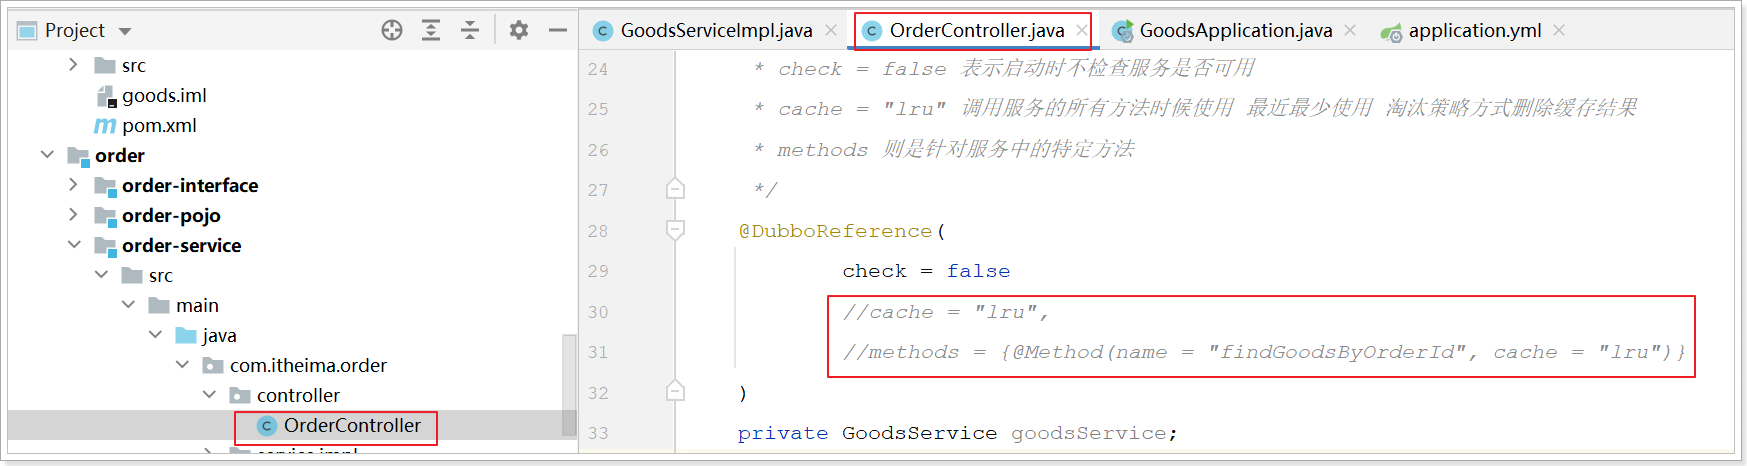 Project
src
goods.iml
pom.xml
order
order-interface
order-pojo
order-service
src
main
java
com.itheima.order
controller
OrderController
service.impl
GoodsServiceImpl.java
OrderController.java
GoodsApplication.java
application.yml
24 * check = false 表示启动时不检查服务是否可用
25 * cache = "lru" 调用服务的所有方法时候使用 最近最少使用 淘汰策略方式删除缓存结果
26 * methods 则是针对服务中的特定方法
27 */
28 @DubboReference(
29 check = false
30 //cache = "lru",
31 //methods = {@Method(name = "findGoodsByOrderId", cache = "lru")}
32 )
33 private GoodsService goodsService;